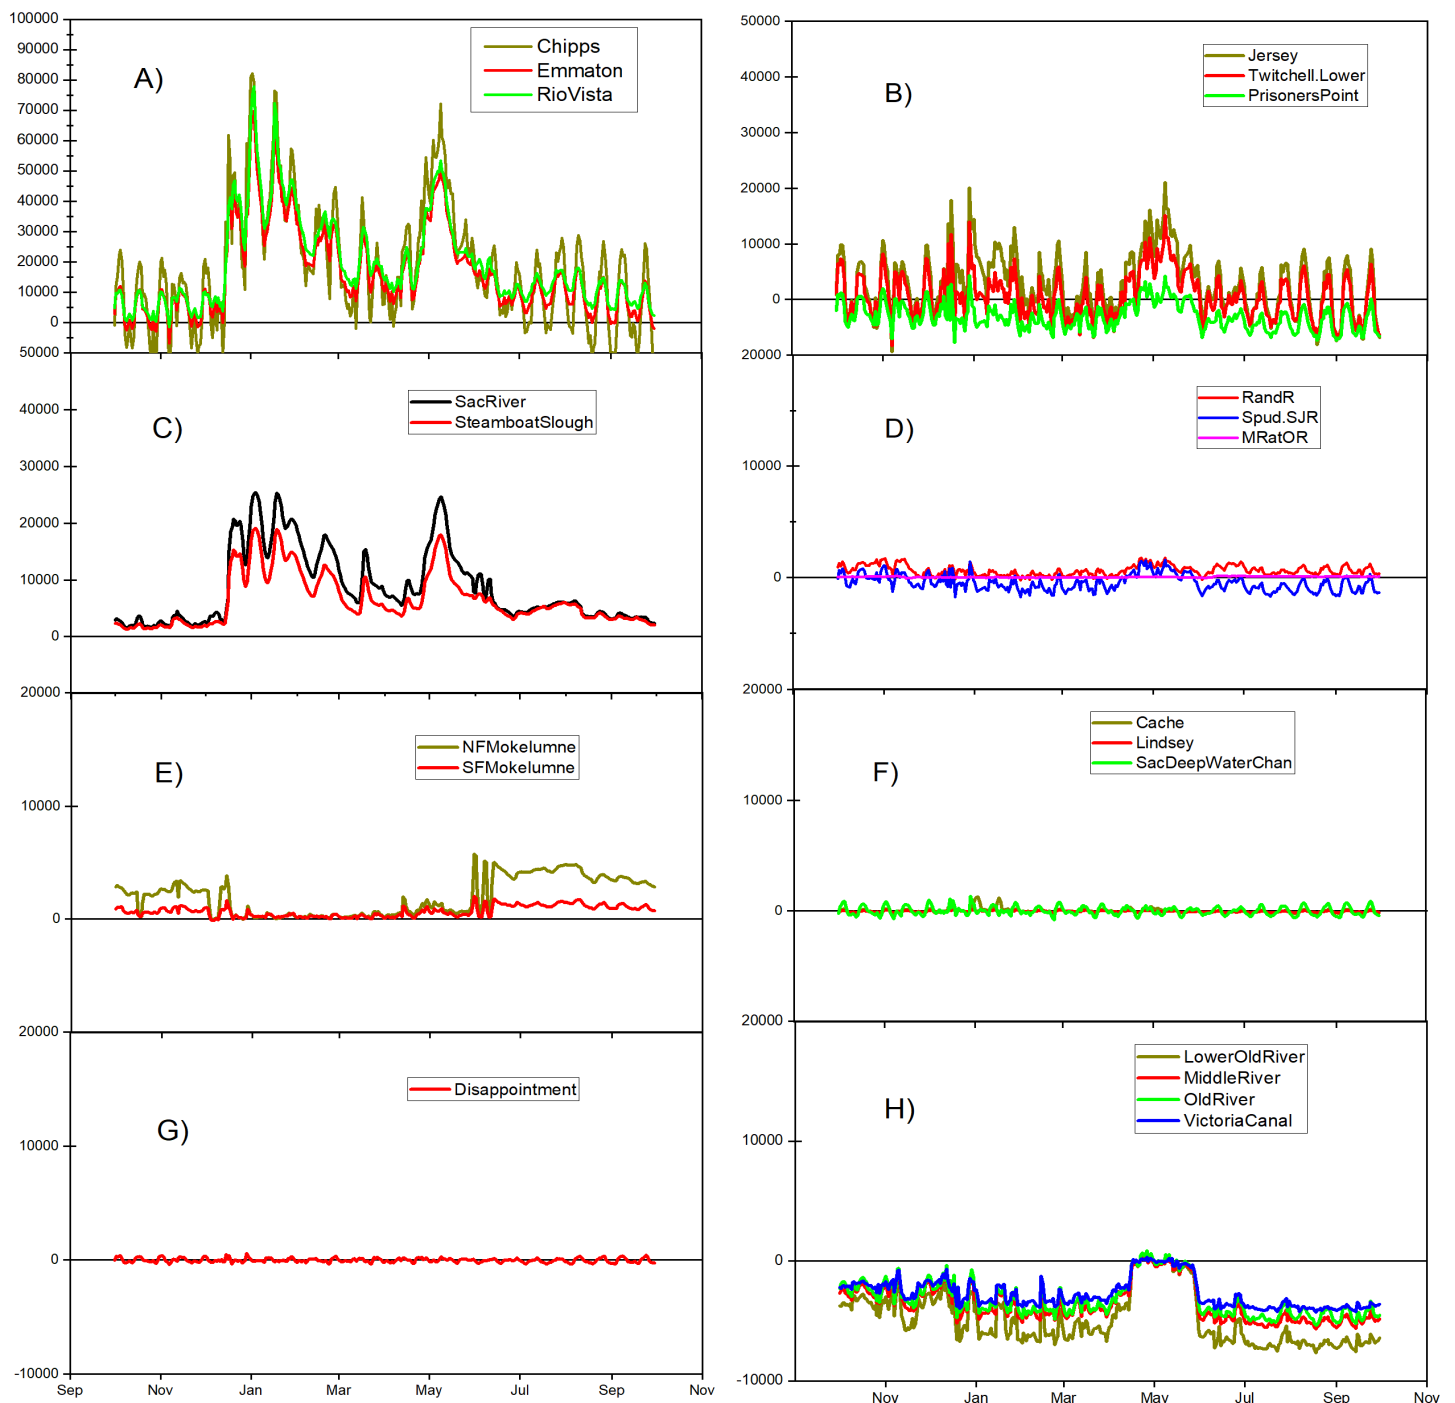 100000
90000
80000
70000
60000
50000
40000
30000
20000
10000
0
50000
A)
Chipps
Emmaton
RioVista
50000
40000
30000
20000
10000
0
20000
B)
Jersey
Twitchell.Lower
PrisonersPoint
40000
30000
20000
10000
0
20000
C)
SacRiver
SteamboatSlough
10000
0
20000
D)
RandR
Spud.SJR
MRatOR
10000
0
20000
E)
NFMokelumne
SFMokelumne
10000
0
20000
F)
Cache
Lindsey
SacDeepWaterChan
10000
0
-10000
G)
Disappointment
Sep Nov Jan Mar May Jul Sep Nov
10000
0
-10000
H)
LowerOldRiver
MiddleRiver
OldRiver
VictoriaCanal
Nov Jan Mar May Jul Sep Nov